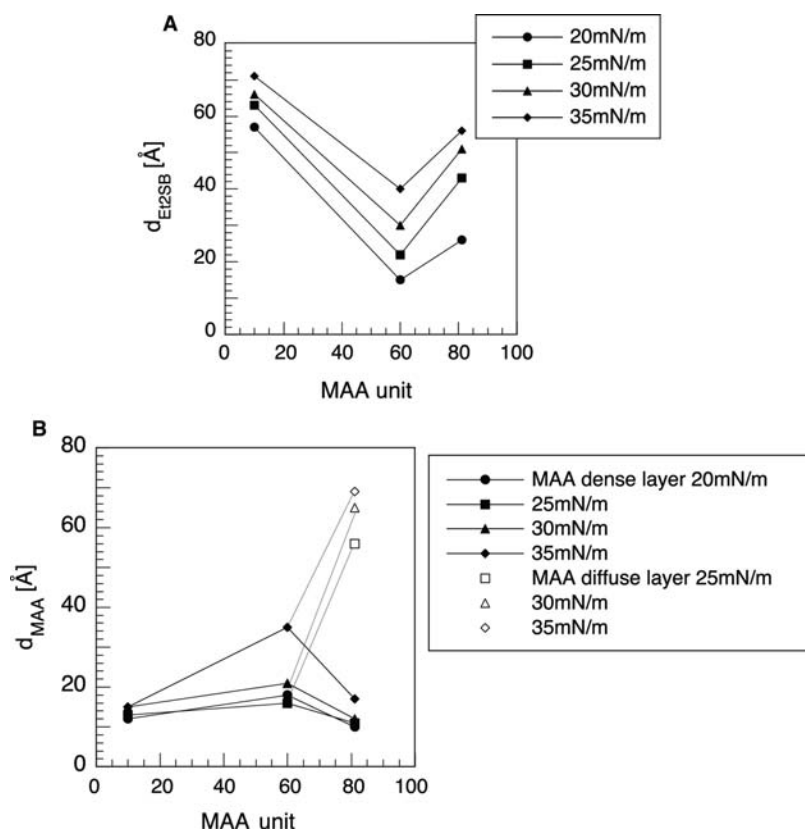 A
80
60
40
20
0
d_Et2SB [Å]
0 20 40 60 80 100
MAA unit
20mN/m
25mN/m
30mN/m
35mN/m
B
80
60
40
20
0
d_MAA [Å]
0 20 40 60 80 100
MAA unit
MAA dense layer 20mN/m
25mN/m
30mN/m
35mN/m
MAA diffuse layer 25mN/m
30mN/m
35mN/m